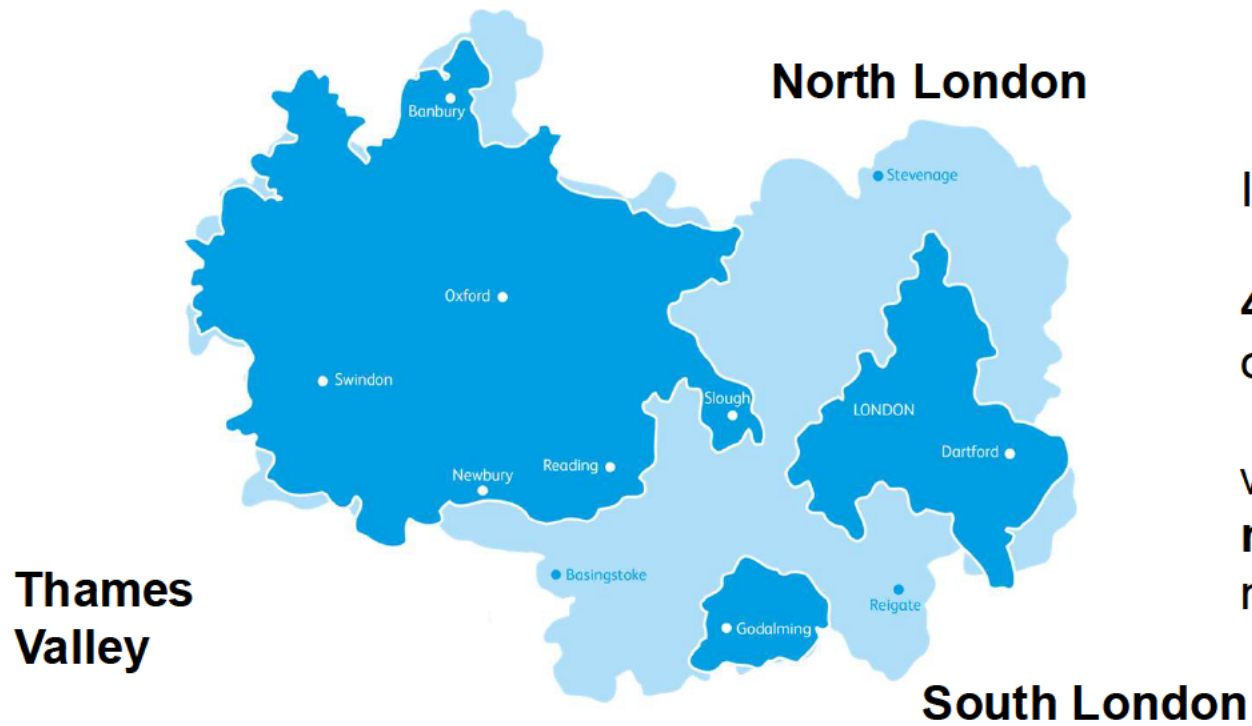 North London
Banbury
Stevenage
Oxford
Swindon
Slough
LONDON
Dartford
Reading
Newbury
Basingstoke
Reigate
Godalming
Thames
Valley
South London